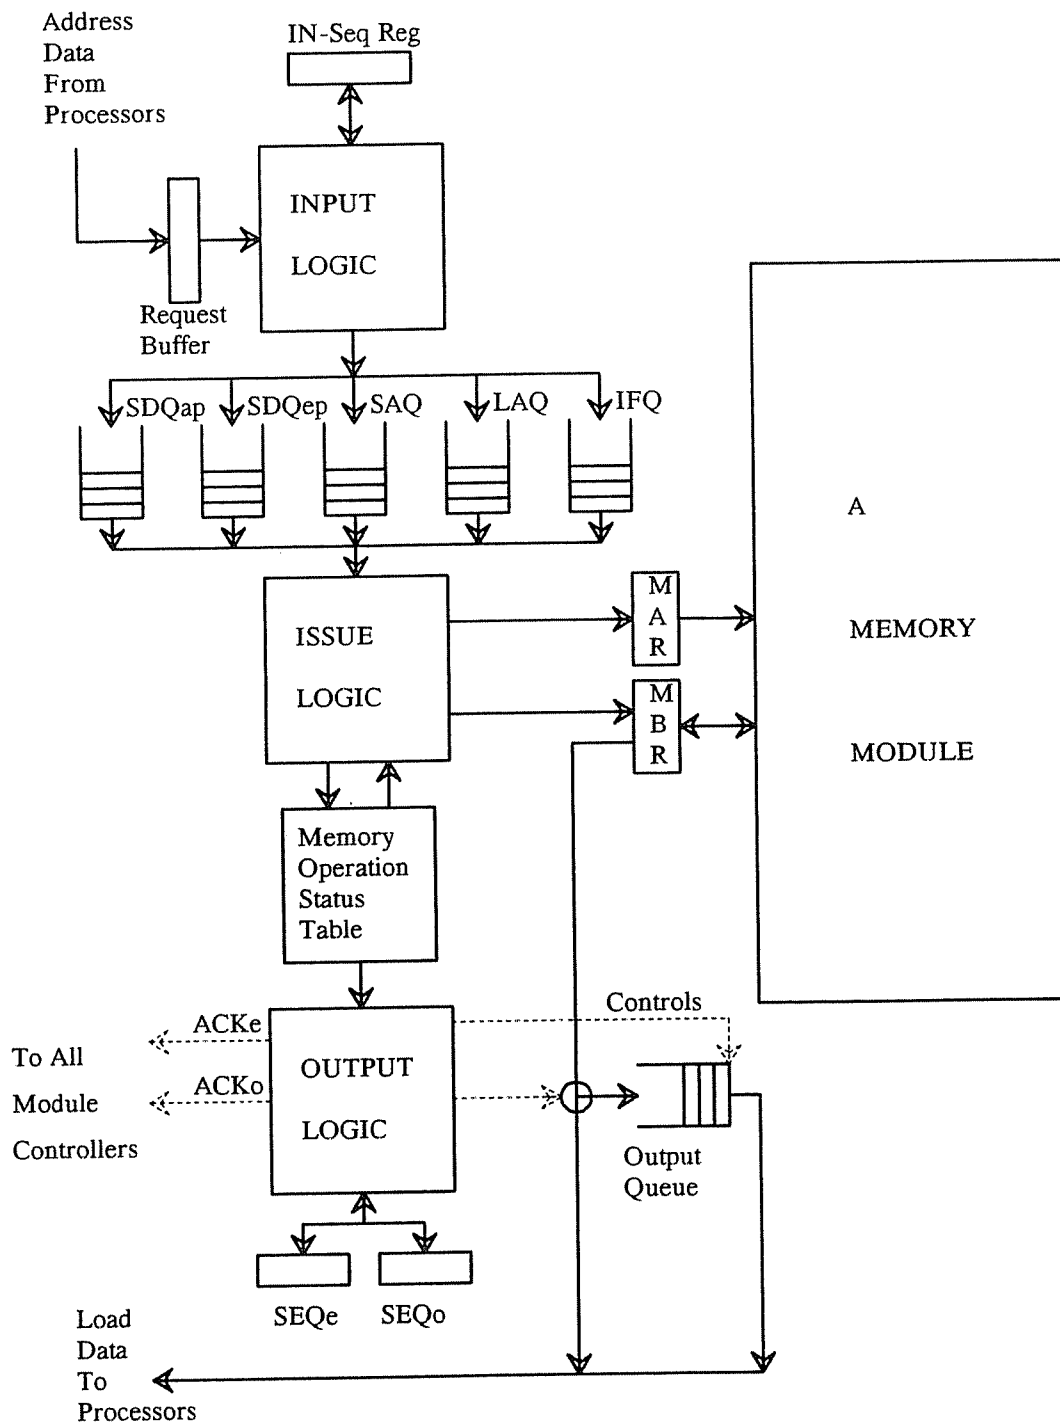 Address
Data
From
Processors
IN-Seq Reg
INPUT
LOGIC
Request
Buffer
SDQap
SDQep
SAQ
LAQ
IFQ
ISSUE
LOGIC
M
A
R
M
B
R
A
MEMORY
MODULE
Memory
Operation
Status
Table
Controls
ACKe
ACKo
To All
Module
Controllers
OUTPUT
LOGIC
Output
Queue
SEQe
SEQo
Load
Data
To
Processors